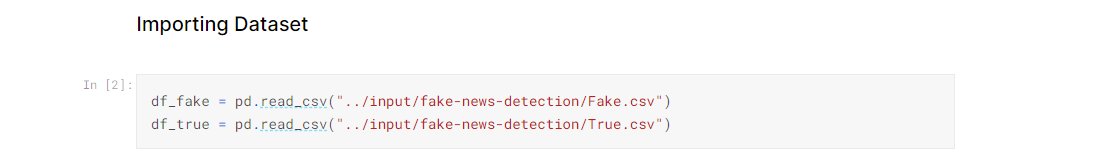 Importing Dataset
In [2]:
df_fake = pd.read_csv("../input/fake-news-detection/Fake.csv")
df_true = pd.read_csv("../input/fake-news-detection/True.csv")